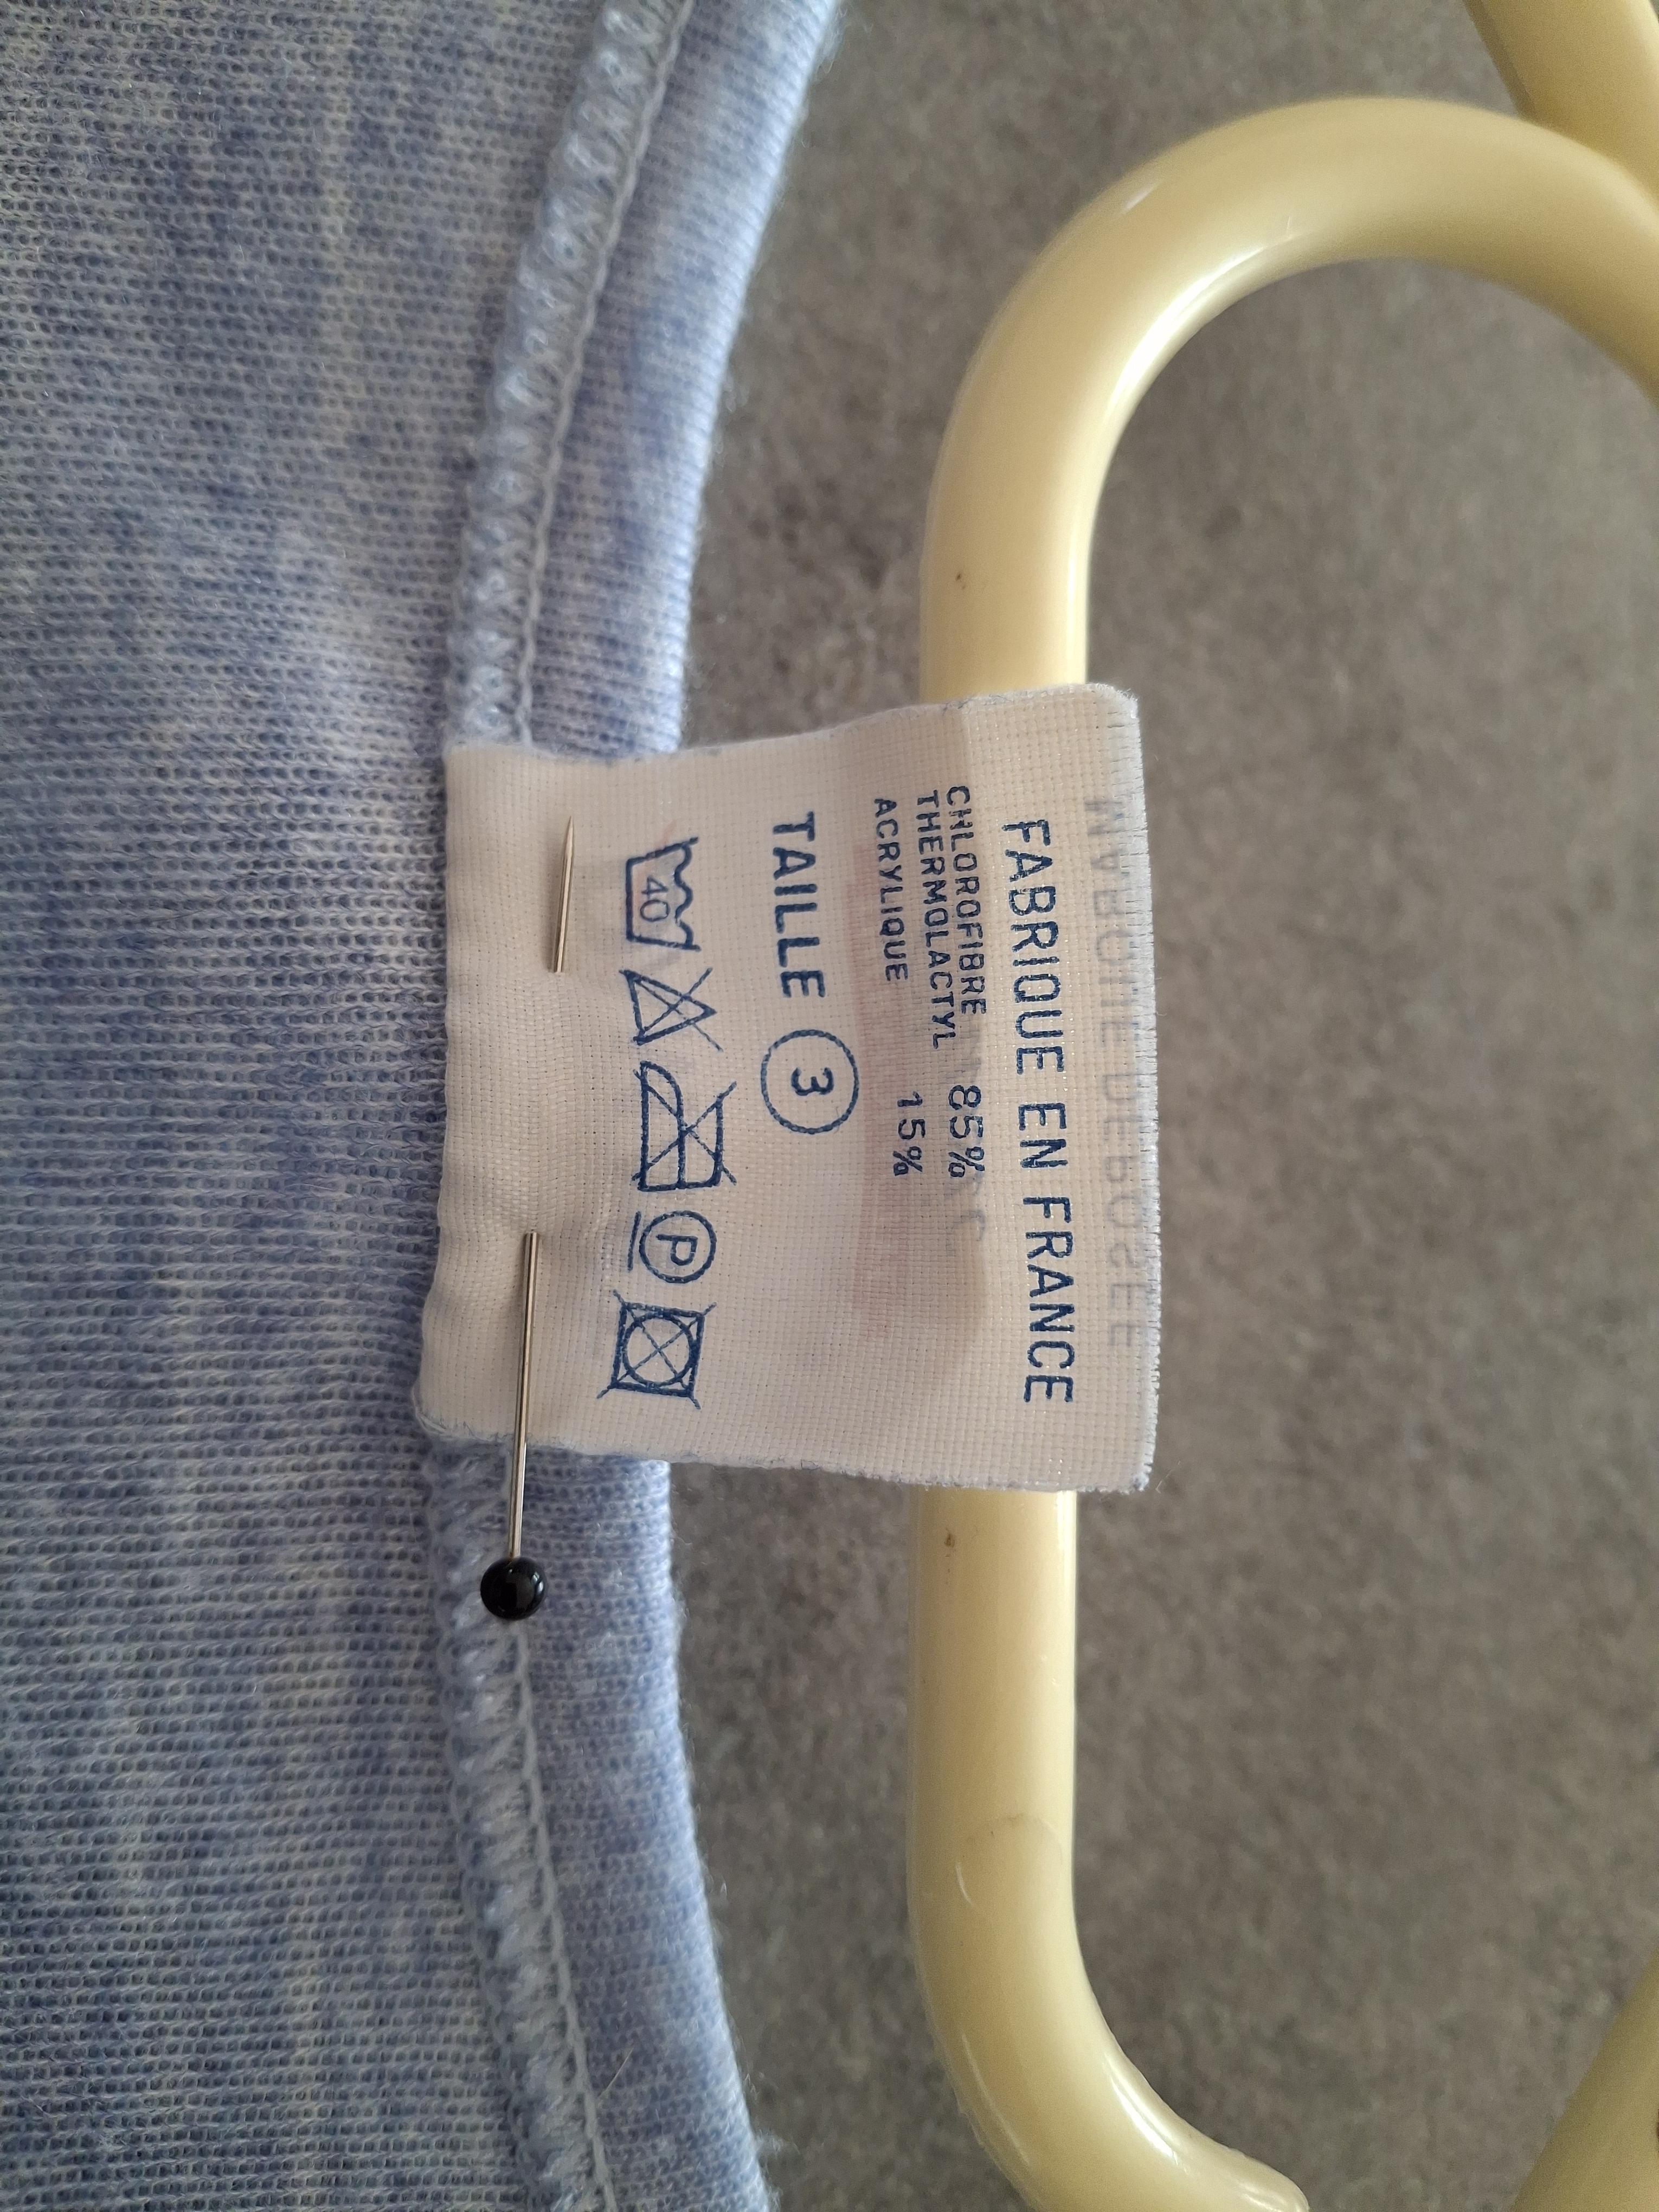 FABRIQUE EN FRANCE
CHLOROFIBRE
THERMOLACTYL 85%
ACRYLIQUE 15%
TAILLE 3
40 P